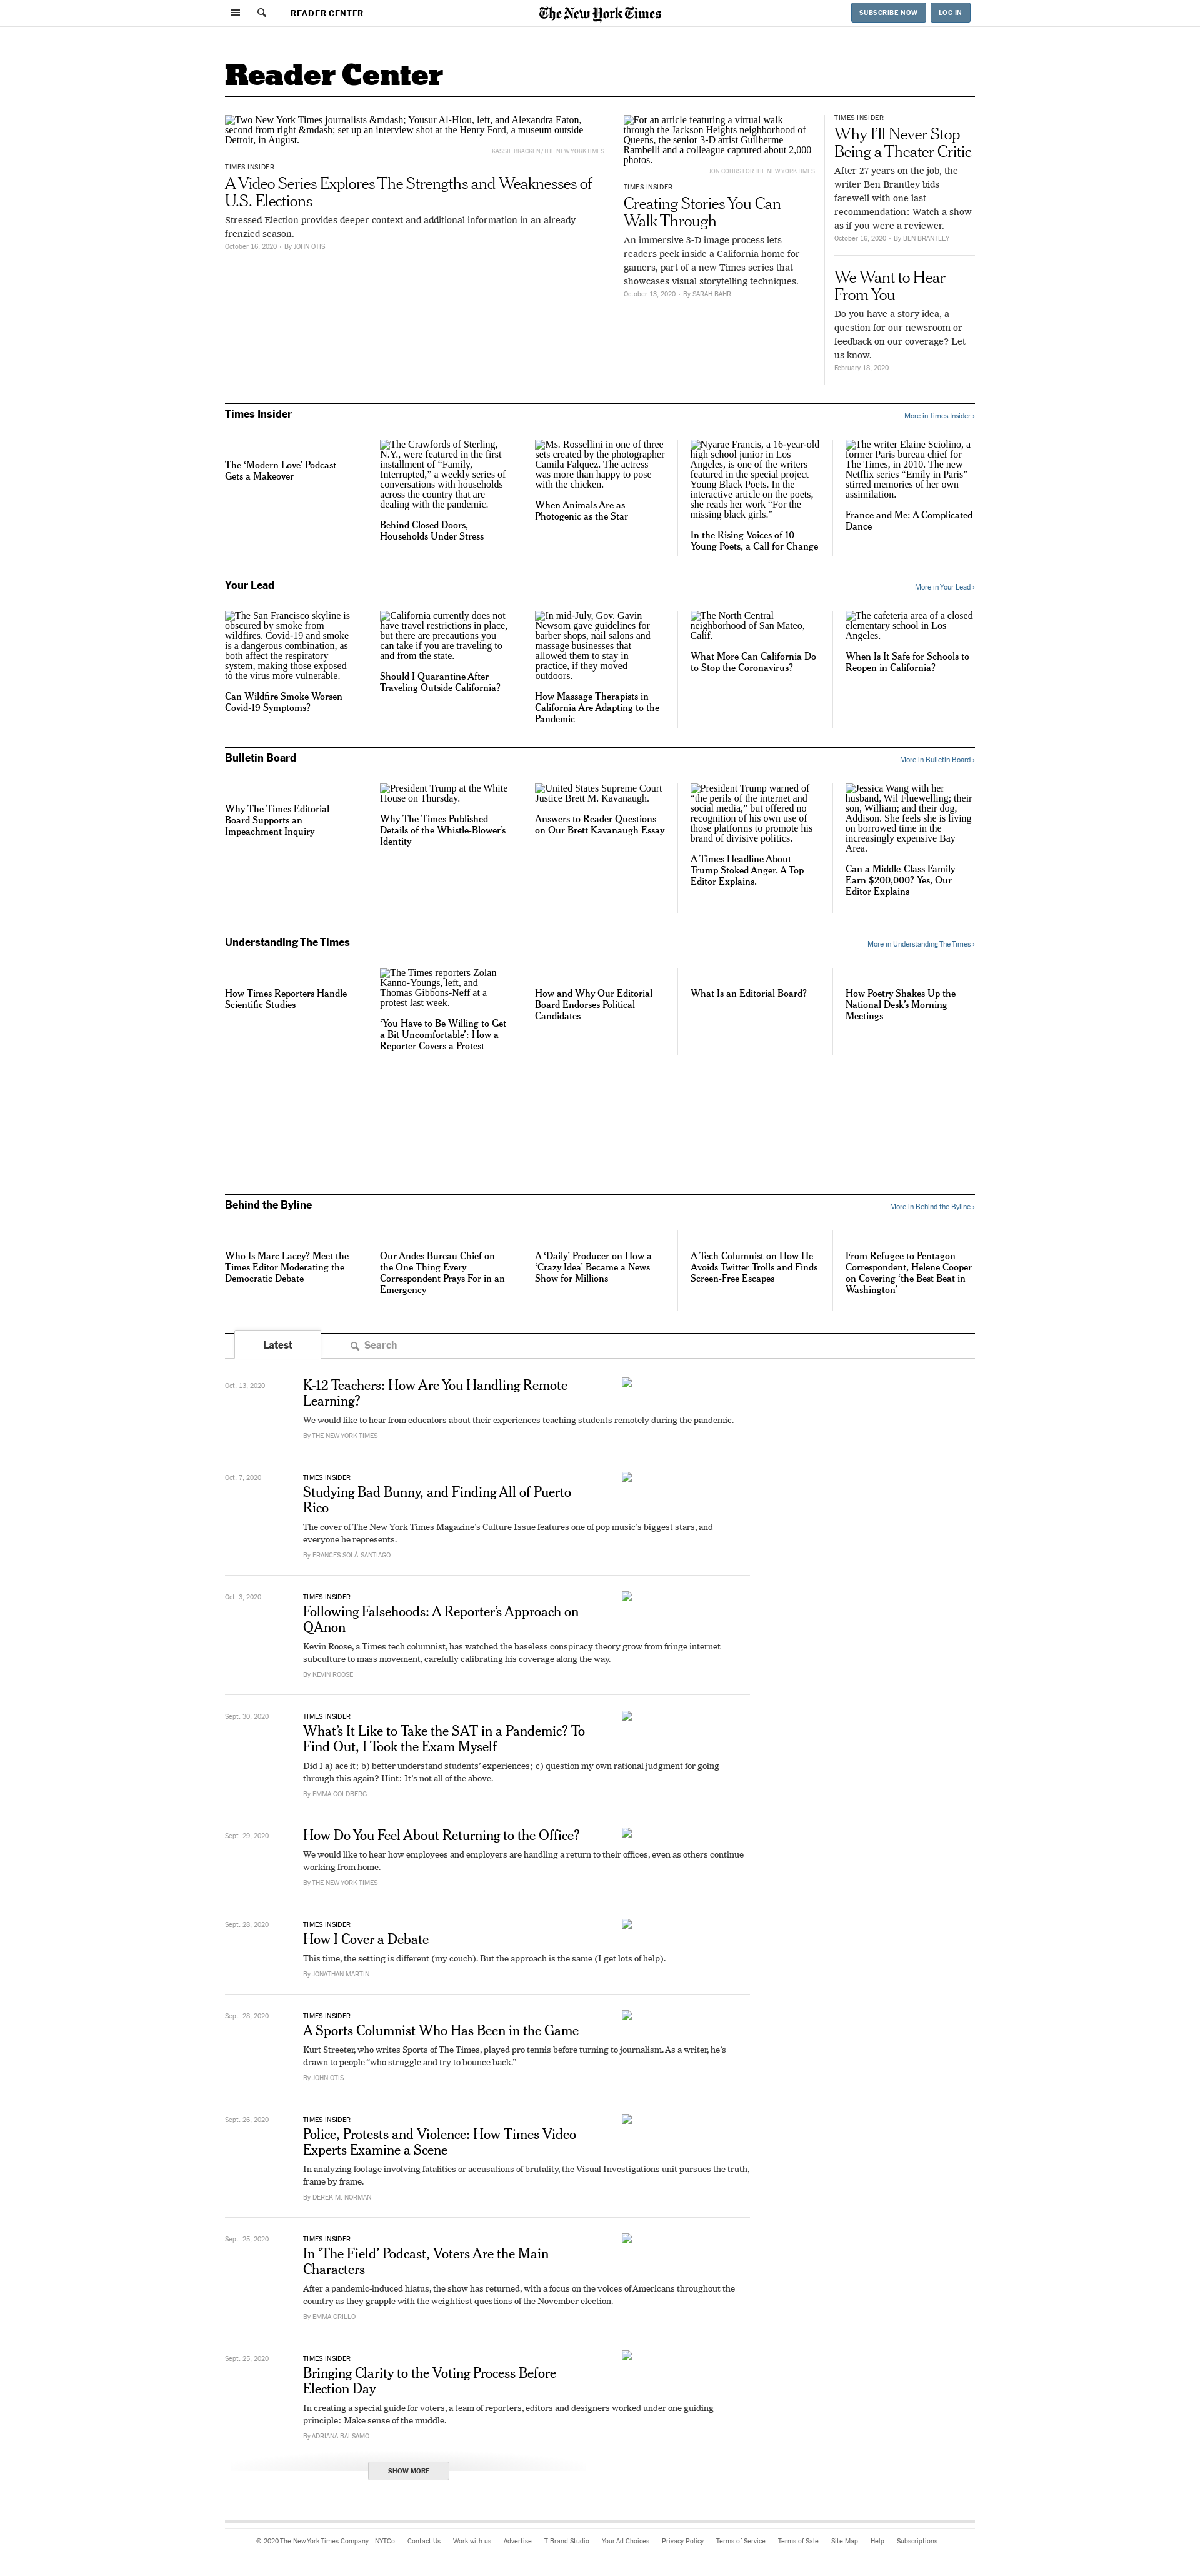 READER CENTER
The New York Times
SUBSCRIBE NOW
LOG IN
Reader Center
Two New York Times journalists &mdash; Yousur Al-Hlou, left, and Alexandra Eaton,
second from right &mdash; set up an interview shot at the Henry Ford, a museum outside
Detroit, in August.
KASSIE BRACKEN/THE NEW YORK TIMES
TIMES INSIDER
A Video Series Explores The Strengths and Weaknesses of
U.S. Elections
Stressed Election provides deeper context and additional information in an already
frenzied season.
October 16, 2020 • By JOHN OTIS
For an article featuring a virtual walk
through the Jackson Heights neighborhood of
Queens, the senior 3-D artist Guilherme
Rambelli and a colleague captured about 2,000
photos.
JON COHRS FOR THE NEW YORK TIMES
TIMES INSIDER
Creating Stories You Can
Walk Through
An immersive 3-D image process lets
readers peek inside a California home for
gamers, part of a new Times series that
showcases visual storytelling techniques.
October 13, 2020 • By SARAH BAHR
TIMES INSIDER
Why I’ll Never Stop
Being a Theater Critic
After 27 years on the job, the
writer Ben Brantley bids
farewell with one last
recommendation: Watch a show
as if you were a reviewer.
October 16, 2020 • By BEN BRANTLEY
We Want to Hear
From You
Do you have a story idea, a
question for our newsroom or
feedback on our coverage? Let
us know.
February 18, 2020
Times Insider
More in Times Insider ›
The ‘Modern Love’ Podcast
Gets a Makeover
The Crawfords of Sterling,
N.Y., were featured in the first
installment of “Family,
Interrupted,” a weekly series of
conversations with households
across the country that are
dealing with the pandemic.
Behind Closed Doors,
Households Under Stress
Ms. Rossellini in one of three
sets created by the photographer
Camila Falquez. The actress
was more than happy to pose
with the chicken.
When Animals Are as
Photogenic as the Star
Nyarae Francis, a 16-year-old
high school junior in Los
Angeles, is one of the writers
featured in the special project
Young Black Poets. In the
interactive article on the poets,
she reads her work “For the
missing black girls.”
In the Rising Voices of 10
Young Poets, a Call for Change
The writer Elaine Sciolino, a
former Paris bureau chief for
The Times, in 2010. The new
Netflix series “Emily in Paris”
stirred memories of her own
assimilation.
France and Me: A Complicated
Dance
Your Lead
More in Your Lead ›
The San Francisco skyline is
obscured by smoke from
wildfires. Covid-19 and smoke
is a dangerous combination, as
both affect the respiratory
system, making those exposed
to the virus more vulnerable.
Can Wildfire Smoke Worsen
Covid-19 Symptoms?
California currently does not
have travel restrictions in place,
but there are precautions you
can take if you are traveling to
and from the state.
Should I Quarantine After
Traveling Outside California?
In mid-July, Gov. Gavin
Newsom gave guidelines for
barber shops, nail salons and
massage businesses that
allowed them to stay in
practice, if they moved
outdoors.
How Massage Therapists in
California Are Adapting to the
Pandemic
The North Central
neighborhood of San Mateo,
Calif.
What More Can California Do
to Stop the Coronavirus?
The cafeteria area of a closed
elementary school in Los
Angeles.
When Is It Safe for Schools to
Reopen in California?
Bulletin Board
More in Bulletin Board ›
Why The Times Editorial
Board Supports an
Impeachment Inquiry
President Trump at the White
House on Thursday.
Why The Times Published
Details of the Whistle-Blower’s
Identity
United States Supreme Court
Justice Brett M. Kavanaugh.
Answers to Reader Questions
on Our Brett Kavanaugh Essay
President Trump warned of
“the perils of the internet and
social media,” but offered no
recognition of his own use of
those platforms to promote his
brand of divisive politics.
A Times Headline About
Trump Stoked Anger. A Top
Editor Explains.
Jessica Wang with her
husband, Wil Fluewelling; their
son, William; and their dog,
Addison. She feels she is living
on borrowed time in the
increasingly expensive Bay
Area.
Can a Middle-Class Family
Earn $200,000? Yes, Our
Editor Explains
Understanding The Times
More in Understanding The Times ›
How Times Reporters Handle
Scientific Studies
The Times reporters Zolan
Kanno-Youngs, left, and
Thomas Gibbons-Neff at a
protest last week.
‘You Have to Be Willing to Get
a Bit Uncomfortable’: How a
Reporter Covers a Protest
How and Why Our Editorial
Board Endorses Political
Candidates
What Is an Editorial Board?
How Poetry Shakes Up the
National Desk’s Morning
Meetings
Behind the Byline
More in Behind the Byline ›
Who Is Marc Lacey? Meet the
Times Editor Moderating the
Democratic Debate
Our Andes Bureau Chief on
the One Thing Every
Correspondent Prays For in an
Emergency
A ‘Daily’ Producer on How a
‘Crazy Idea’ Became a News
Show for Millions
A Tech Columnist on How He
Avoids Twitter Trolls and Finds
Screen-Free Escapes
From Refugee to Pentagon
Correspondent, Helene Cooper
on Covering ‘the Best Beat in
Washington’
Latest
Search
Oct. 13, 2020
K-12 Teachers: How Are You Handling Remote
Learning?
We would like to hear from educators about their experiences teaching students remotely during the pandemic.
By THE NEW YORK TIMES
Oct. 7, 2020
TIMES INSIDER
Studying Bad Bunny, and Finding All of Puerto
Rico
The cover of The New York Times Magazine’s Culture Issue features one of pop music’s biggest stars, and
everyone he represents.
By FRANCES SOLÁ-SANTIAGO
Oct. 3, 2020
TIMES INSIDER
Following Falsehoods: A Reporter’s Approach on
QAnon
Kevin Roose, a Times tech columnist, has watched the baseless conspiracy theory grow from fringe internet
subculture to mass movement, carefully calibrating his coverage along the way.
By KEVIN ROOSE
Sept. 30, 2020
TIMES INSIDER
What’s It Like to Take the SAT in a Pandemic? To
Find Out, I Took the Exam Myself
Did I a) ace it; b) better understand students’ experiences; c) question my own rational judgment for going
through this again? Hint: It’s not all of the above.
By EMMA GOLDBERG
Sept. 29, 2020
How Do You Feel About Returning to the Office?
We would like to hear how employees and employers are handling a return to their offices, even as others continue
working from home.
By THE NEW YORK TIMES
Sept. 28, 2020
TIMES INSIDER
How I Cover a Debate
This time, the setting is different (my couch). But the approach is the same (I get lots of help).
By JONATHAN MARTIN
Sept. 28, 2020
TIMES INSIDER
A Sports Columnist Who Has Been in the Game
Kurt Streeter, who writes Sports of The Times, played pro tennis before turning to journalism. As a writer, he’s
drawn to people “who struggle and try to bounce back.”
By JOHN OTIS
Sept. 26, 2020
TIMES INSIDER
Police, Protests and Violence: How Times Video
Experts Examine a Scene
In analyzing footage involving fatalities or accusations of brutality, the Visual Investigations unit pursues the truth,
frame by frame.
By DEREK M. NORMAN
Sept. 25, 2020
TIMES INSIDER
In ‘The Field’ Podcast, Voters Are the Main
Characters
After a pandemic-induced hiatus, the show has returned, with a focus on the voices of Americans throughout the
country as they grapple with the weightiest questions of the November election.
By EMMA GRILLO
Sept. 25, 2020
TIMES INSIDER
Bringing Clarity to the Voting Process Before
Election Day
In creating a special guide for voters, a team of reporters, editors and designers worked under one guiding
principle: Make sense of the muddle.
By ADRIANA BALSAMO
SHOW MORE
© 2020 The New York Times Company NYTCo Contact Us Work with us Advertise T Brand Studio Your Ad Choices Privacy Policy Terms of Service Terms of Sale Site Map Help Subscriptions